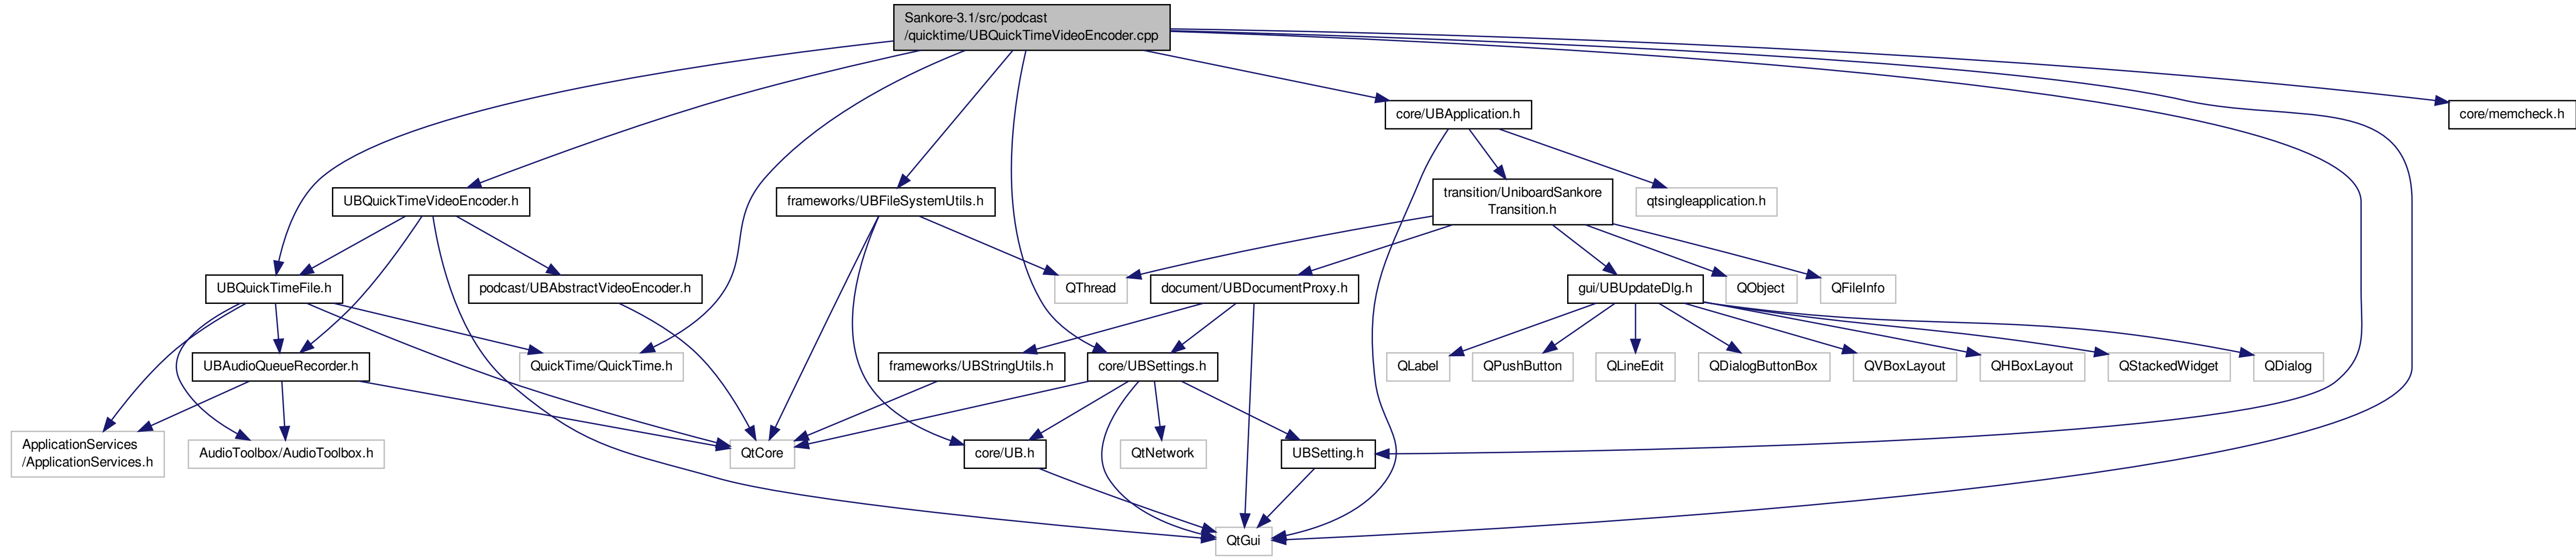 Sankore-3.1/src/podcast
/quicktime/UBQuickTimeVideoEncoder.cpp
core/UBApplication.h
core/memcheck.h
UBQuickTimeVideoEncoder.h
frameworks/UBFileSystemUtils.h
transition/UniboardSankore
Transition.h
qtsingleapplication.h
UBQuickTimeFile.h
podcast/UBAbstractVideoEncoder.h
QThread
document/UBDocumentProxy.h
gui/UBUpdateDlg.h
QObject
QFileInfo
UBAudioQueueRecorder.h
QuickTime/QuickTime.h
frameworks/UBStringUtils.h
core/UBSettings.h
QLabel
QPushButton
QLineEdit
QDialogButtonBox
QVBoxLayout
QHBoxLayout
QStackedWidget
QDialog
ApplicationServices
/ApplicationServices.h
AudioToolbox/AudioToolbox.h
QtCore
core/UB.h
QtNetwork
UBSetting.h
QtGui